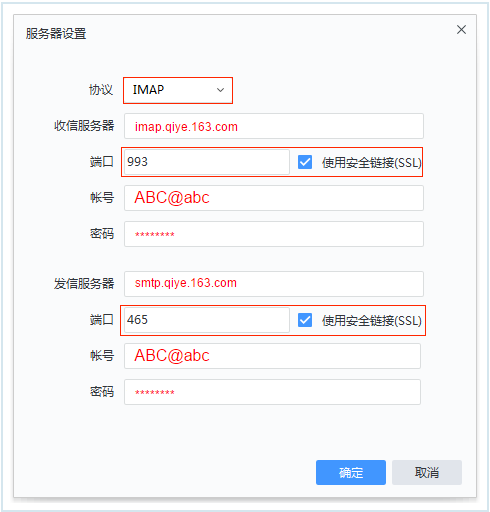 服务器设置
协议 IMAP
收信服务器 imap.qiye.163.com
端口 993 使用安全链接(SSL)
帐号 ABC@abc
密码 ********
发信服务器 smtp.qiye.163.com
端口 465 使用安全链接(SSL)
帐号 ABC@abc
密码 ********
确定 取消